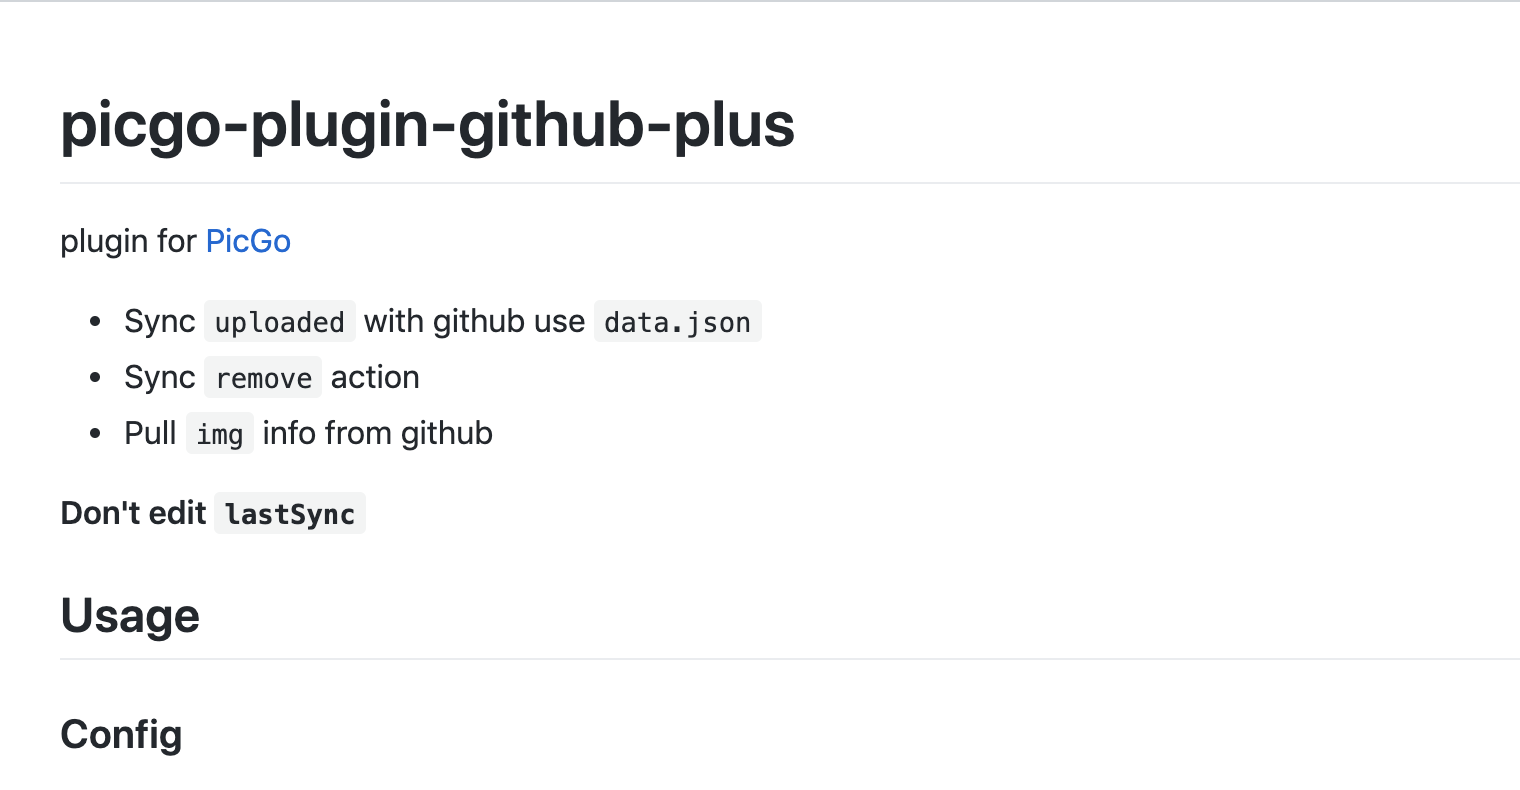 picgo-plugin-github-plus
plugin for PicGo
• Sync uploaded with github use data.json
• Sync remove action
• Pull img info from github
Don't edit lastSync
Usage
Config